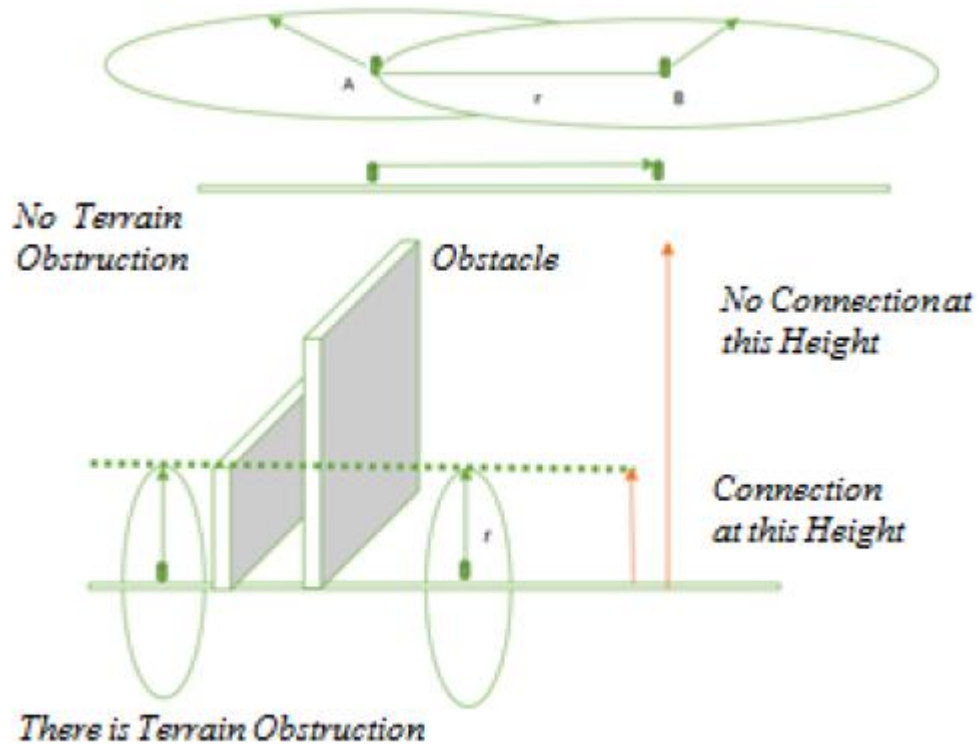 A
r
B
No Terrain
Obstruction
Obstacle
No Connection at
this Height
Connection
at this Height
r
There is Terrain Obstruction